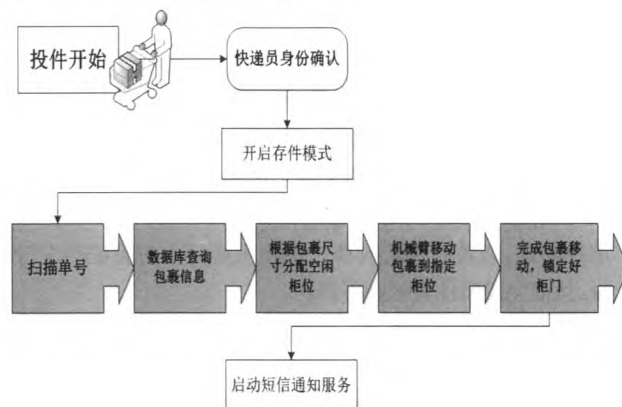 投件开始
快递员身份确认
开启存件模式
扫描单号
数据库查询
包裹信息
根据包裹尺
寸分配空闲
柜位
机械臂移动
包裹到指定
柜位
完成包裹移
动，锁定好
柜门
启动短信通知服务